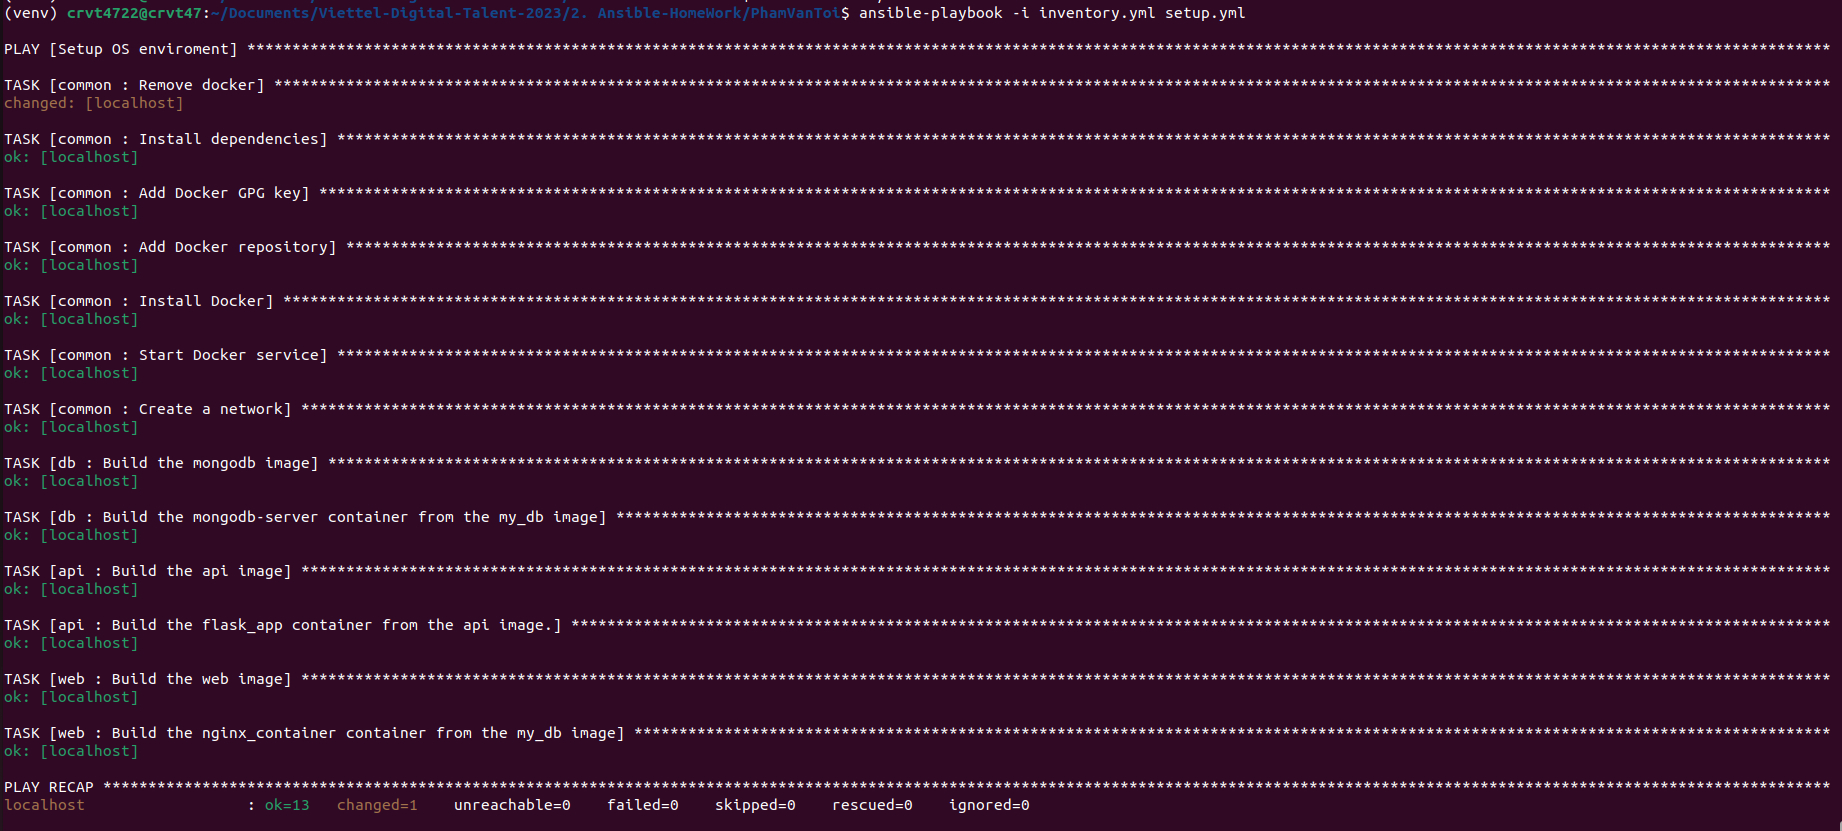 (venv) crvt4722@crvt47:~/Documents/Viettel-Digital-Talent-2023/2. Ansible-HomeWork/PhamVanToi$ ansible-playbook -i inventory.yml setup.yml
PLAY [Setup OS enviroment] ********************************************************************************************************************************************************************************
TASK [common : Remove docker] *****************************************************************************************************************************************************************************
changed: [localhost]
TASK [common : Install dependencies] **********************************************************************************************************************************************************************
ok: [localhost]
TASK [common : Add Docker GPG key] ************************************************************************************************************************************************************************
ok: [localhost]
TASK [common : Add Docker repository] *********************************************************************************************************************************************************************
ok: [localhost]
TASK [common : Install Docker] ****************************************************************************************************************************************************************************
ok: [localhost]
TASK [common : Start Docker service] **********************************************************************************************************************************************************************
ok: [localhost]
TASK [common : Create a network] **************************************************************************************************************************************************************************
ok: [localhost]
TASK [db : Build the mongodb image] ***********************************************************************************************************************************************************************
ok: [localhost]
TASK [db : Build the mongodb-server container from the my_db image] ***************************************************************************************************************************************
ok: [localhost]
TASK [api : Build the api image] **************************************************************************************************************************************************************************
ok: [localhost]
TASK [api : Build the flask_app container from the api image.] ********************************************************************************************************************************************
ok: [localhost]
TASK [web : Build the web image] **************************************************************************************************************************************************************************
ok: [localhost]
TASK [web : Build the nginx_container container from the my_db image] *************************************************************************************************************************************
ok: [localhost]
PLAY RECAP ************************************************************************************************************************************************************************************************
localhost                  : ok=13   changed=1    unreachable=0    failed=0    skipped=0    rescued=0    ignored=0